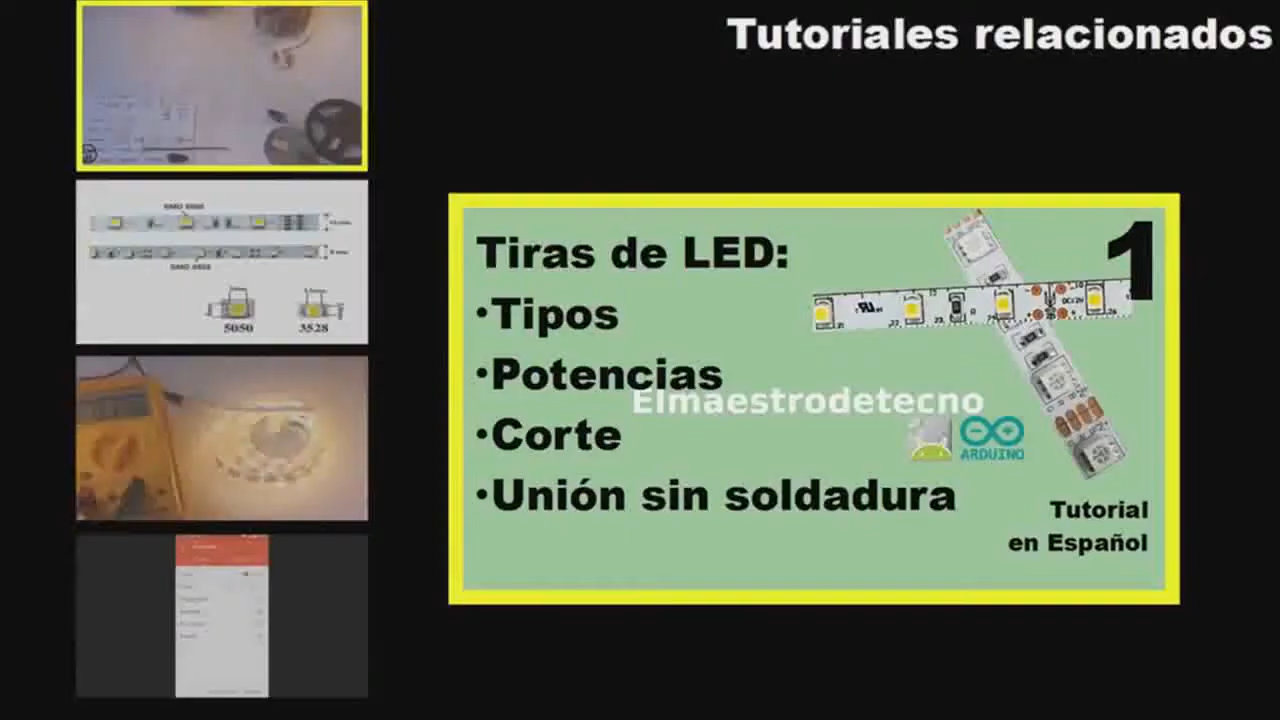 Tutoriales relacionados
5050
3528
Tiras de LED:
•Tipos
•Potencias
•Corte
•Unión sin soldadura
1
Elmaestrodetecno
ARDUINO
DC12V
Tutorial
en Español